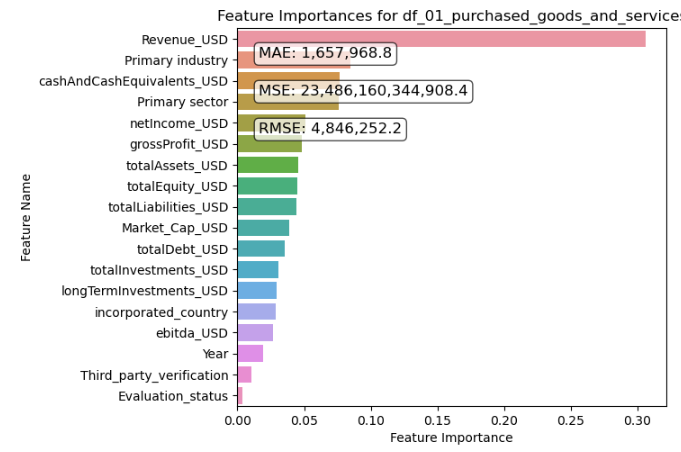 Feature Importances for df_01_purchased_goods_and_services
Revenue_USD
Primary industry
cashAndCashEquivalents_USD
Primary sector
netIncome_USD
grossProfit_USD
totalAssets_USD
totalEquity_USD
totalLiabilities_USD
Market_Cap_USD
totalDebt_USD
totalInvestments_USD
longTermInvestments_USD
incorporated_country
ebitda_USD
Year
Third_party_verification
Evaluation_status
MAE: 1,657,968.8
MSE: 23,486,160,344,908.4
RMSE: 4,846,252.2
Feature Name
0.00 0.05 0.10 0.15 0.20 0.25 0.30
Feature Importance